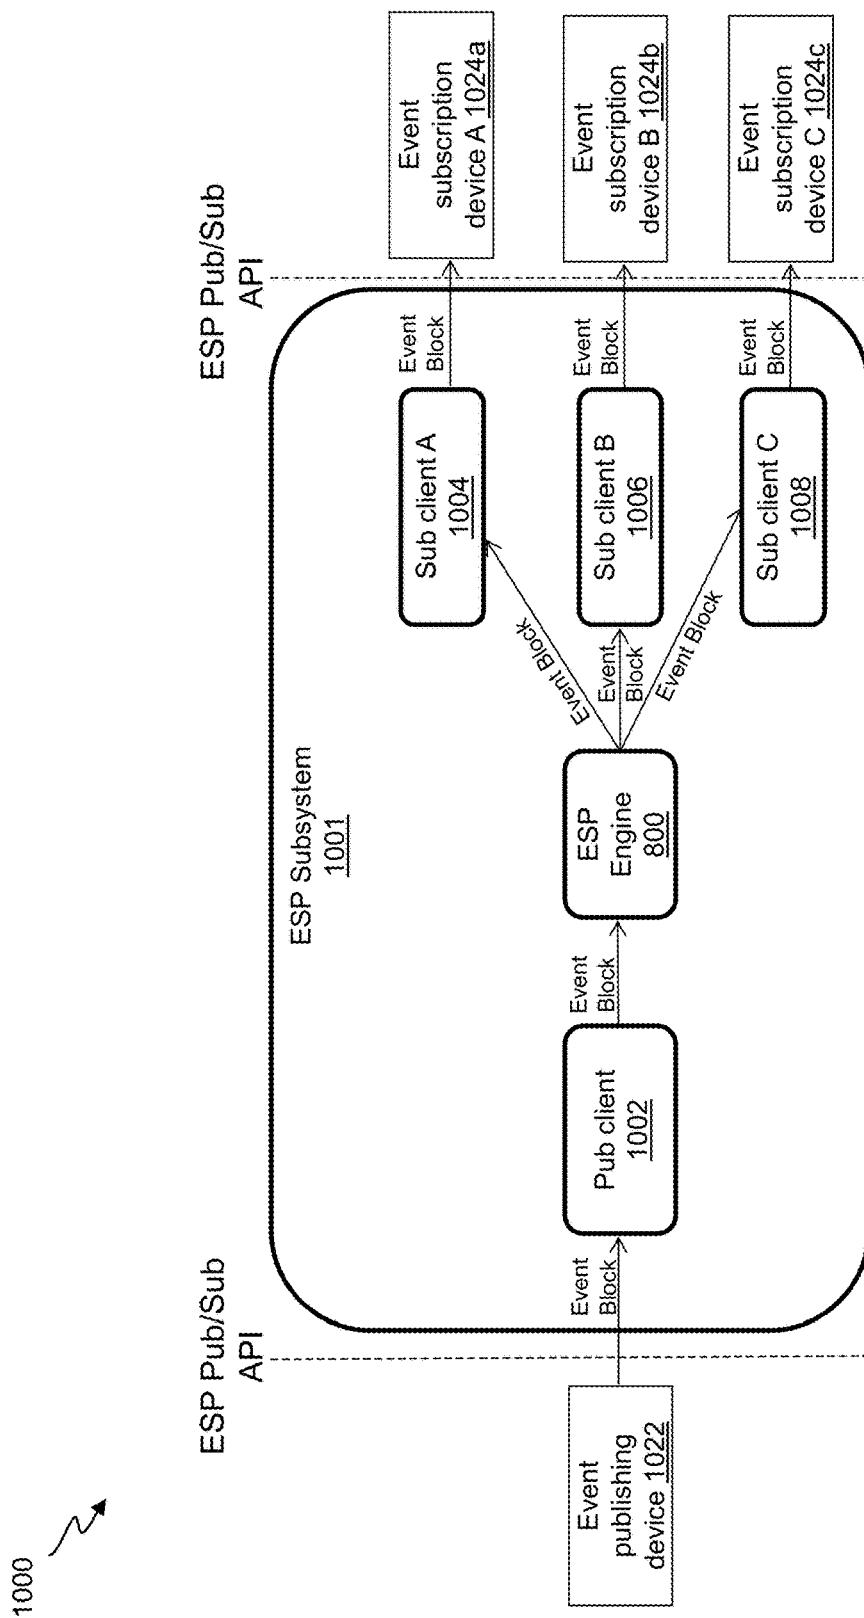 1000
ESP Pub/Sub
API
ESP Pub/Sub
API
ESP Subsystem
1001
Event
publishing
device 1022
Event
Block
Pub client
1002
Event
Block
ESP
Engine
800
Event Block
Event
Block
Event Block
Sub client A
1004
Sub client B
1006
Sub client C
1008
Event
Block
Event
Block
Event
Block
Event
subscription
device A 1024a
Event
subscription
device B 1024b
Event
subscription
device C 1024c